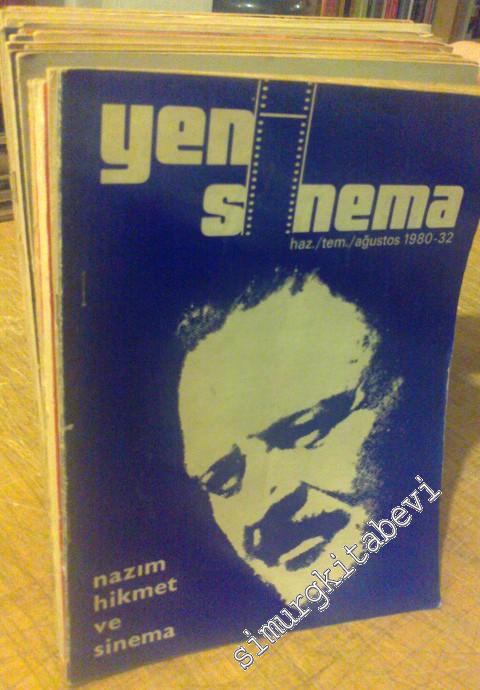 yeni
sinema
haz./tem./ağustos 1980-32
nazım
hikmet
ve
sinema
simurgkitabevi